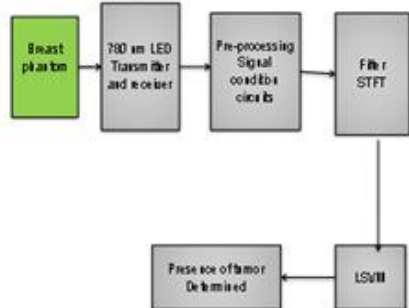 Breast
phantom
780 nm LED
Transmitter
and receiver
Pre-processing
Signal
condition
circuits
Filter
STFT
LSVM
Presence of tumor
Determined